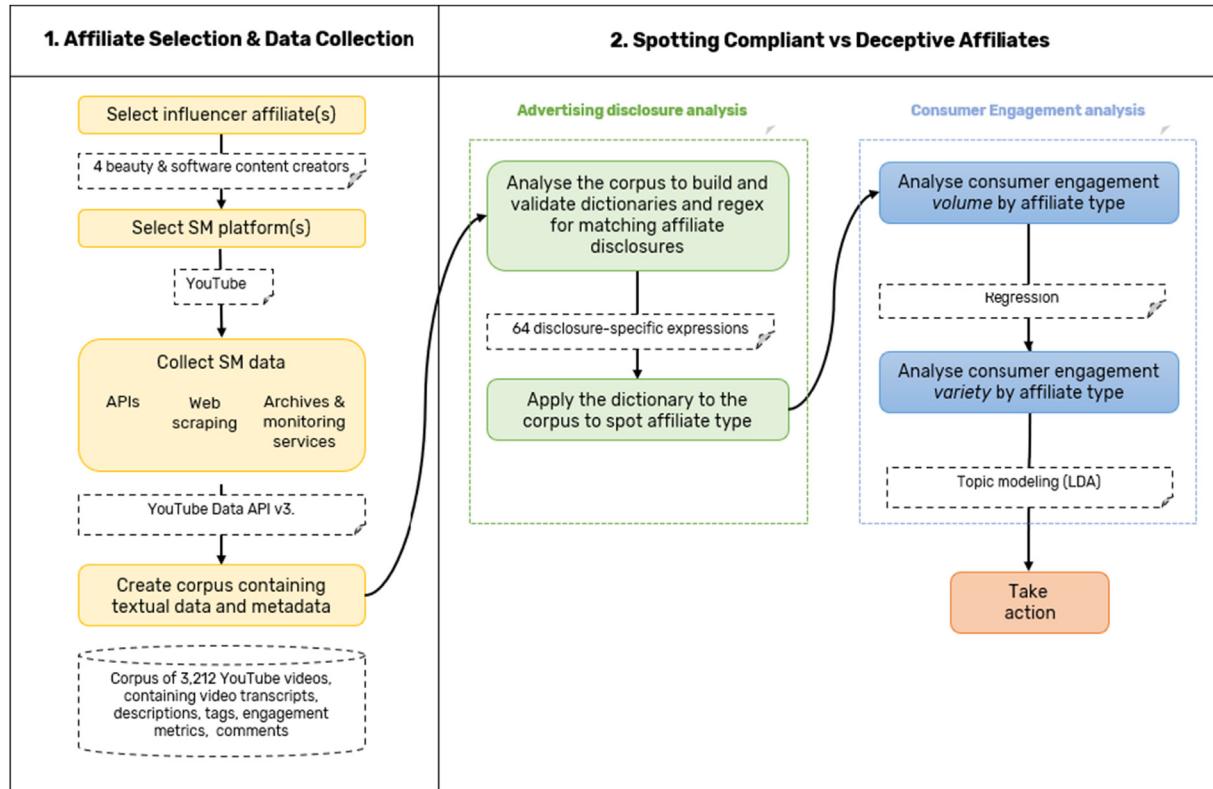 1. Affiliate Selection & Data Collection
2. Spotting Compliant vs Deceptive Affiliates
Select influencer affiliate(s)
4 beauty & software content creators
Select SM platform(s)
YouTube
Collect SM data
APIs
Web
scraping
Archives &
monitoring
services
YouTube Data API v3.
Create corpus containing
textual data and metadata
Corpus of 3,212 YouTube videos,
containing video transcripts,
descriptions, tags, engagement
metrics, comments
Advertising disclosure analysis
Analyse the corpus to build and
validate dictionaries and regex
for matching affiliate
disclosures
64 disclosure-specific expressions
Apply the dictionary to the
corpus to spot affiliate type
Consumer Engagement analysis
Analyse consumer engagement
volume by affiliate type
Regression
Analyse consumer engagement
variety by affiliate type
Topic modeling (LDA)
Take
action